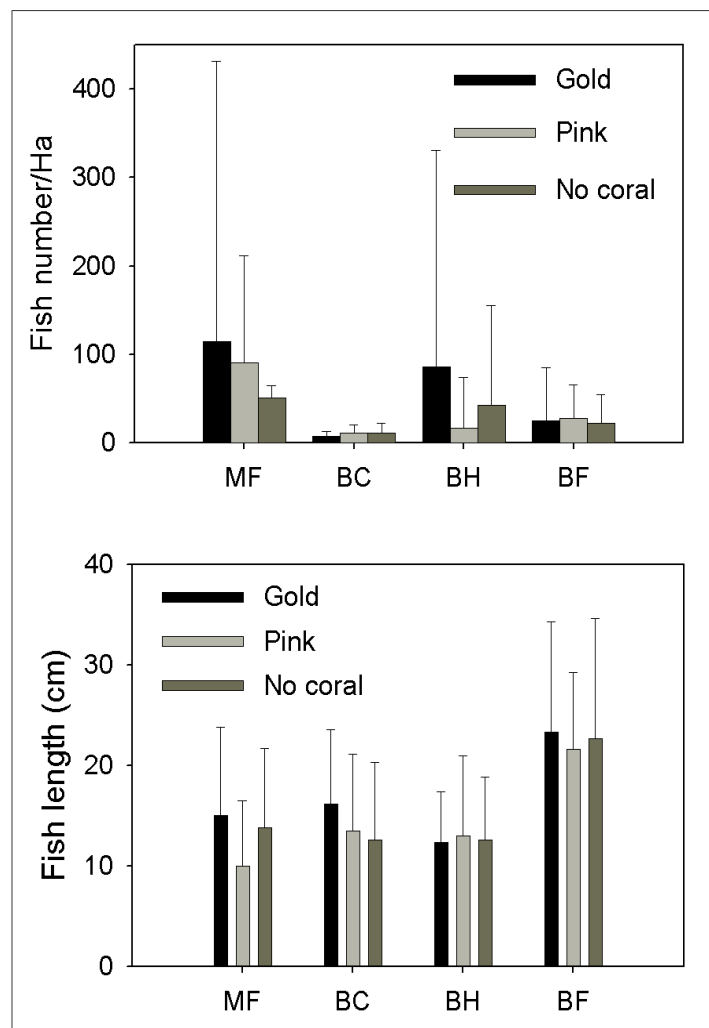 Fish number/Ha
400
300
200
100
0
Gold
Pink
No coral
MF BC BH BF
Fish length (cm)
40
30
20
10
0
Gold
Pink
No coral
MF BC BH BF